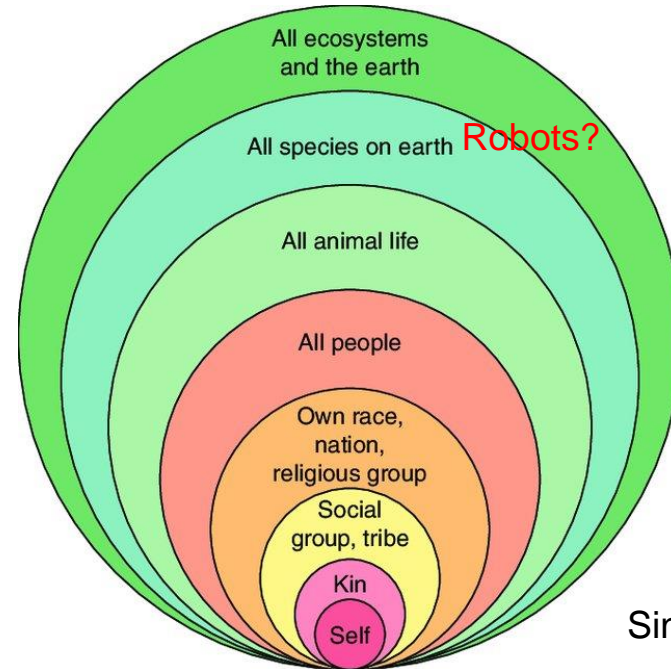 All ecosystems
and the earth
All species on earth Robots?
All animal life
All people
Own race,
nation,
religious group
Social
group, tribe
Kin
Self